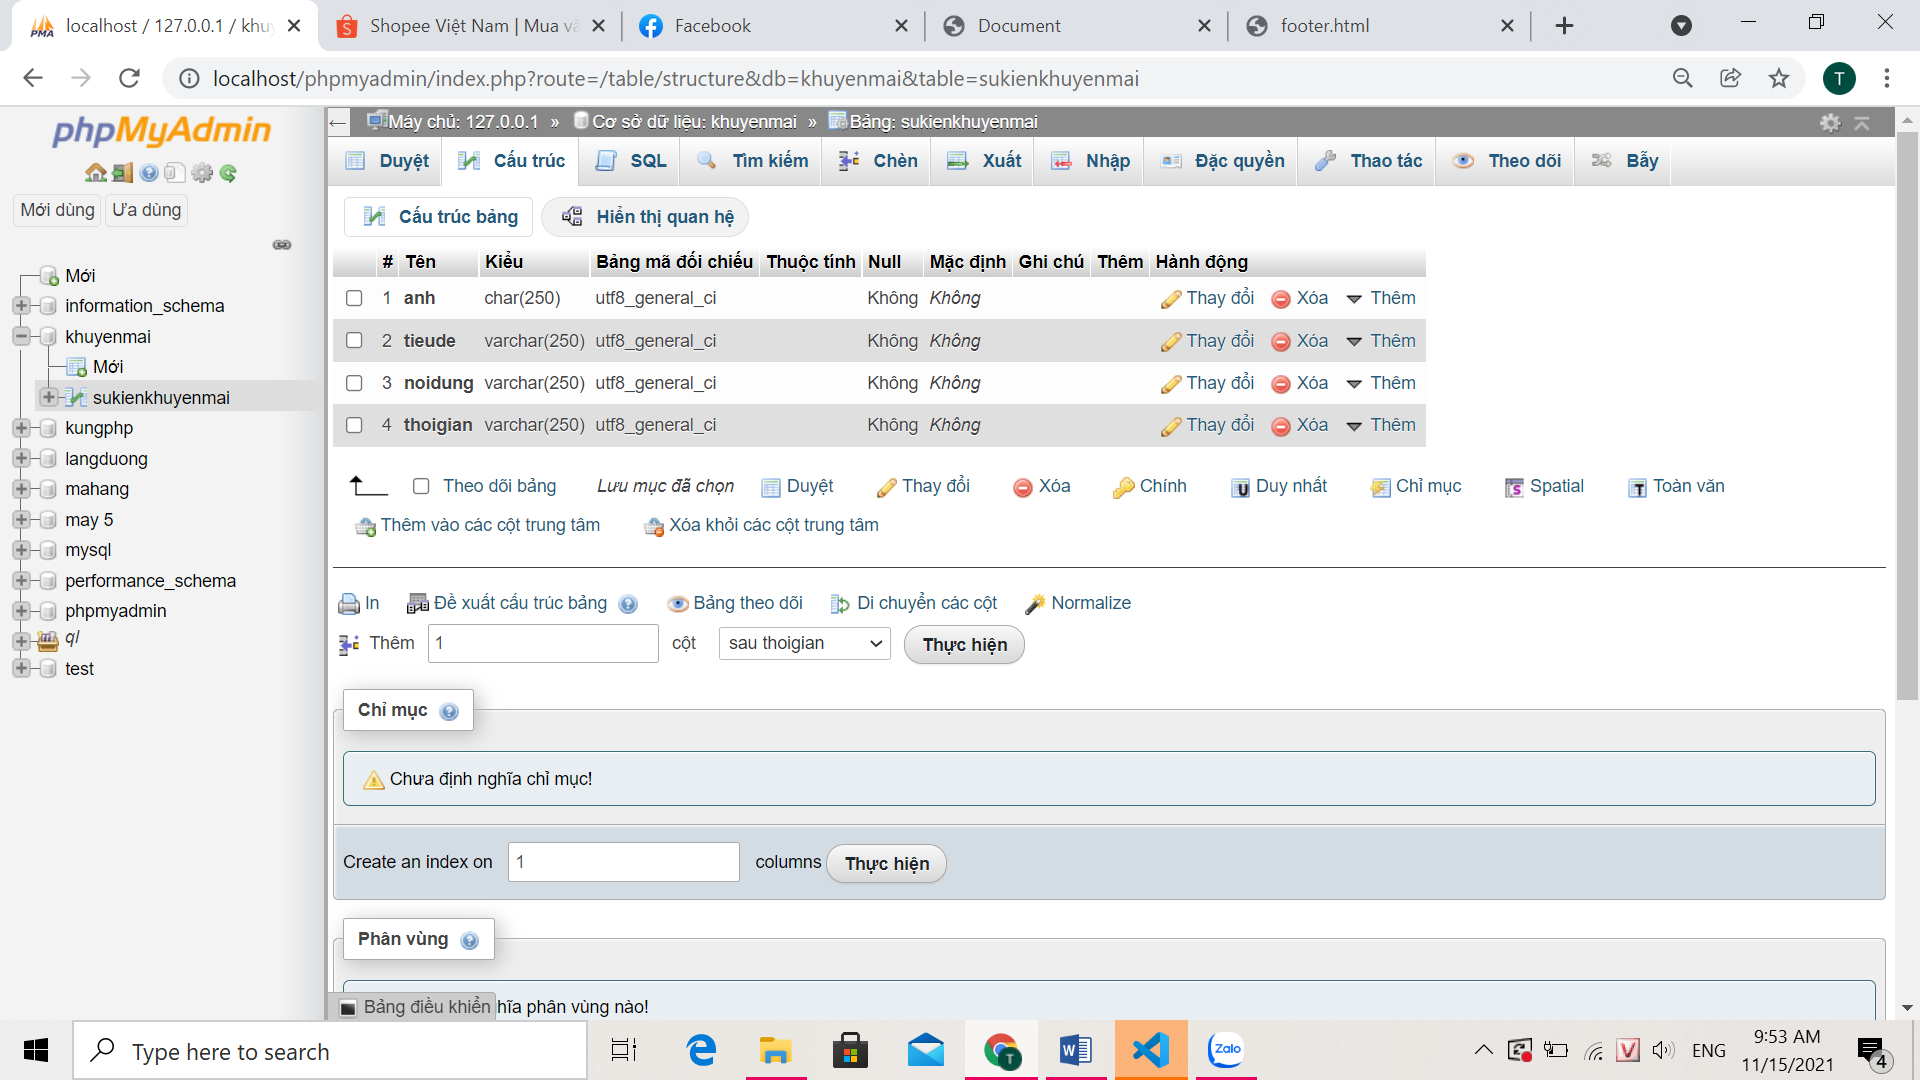 localhost / 127.0.0.1 / khuy
Shopee Việt Nam | Mua và
Facebook
Document
footer.html
localhost/phpmyadmin/index.php?route=/table/structure&db=khuyenmai&table=sukienkhuyenmai
T
phpMyAdmin
Mới dùng
Ưa dùng
Mới
information_schema
khuyenmai
Mới
sukienkhuyenmai
kungphp
langduong
mahang
may 5
mysql
performance_schema
phpmyadmin
ql
test
Máy chủ: 127.0.0.1 » Cơ sở dữ liệu: khuyenmai » Bảng: sukienkhuyenmai
Duyệt Cấu trúc SQL Tìm kiếm Chèn Xuất Nhập Đặc quyền Thao tác Theo dõi Bẫy
Cấu trúc bảng Hiển thị quan hệ
# Tên Kiểu Bảng mã đối chiếu Thuộc tính Null Mặc định Ghi chú Thêm Hành động
1 anh char(250) utf8_general_ci Không Không Thay đổi Xóa Thêm
2 tieude varchar(250) utf8_general_ci Không Không Thay đổi Xóa Thêm
3 noidung varchar(250) utf8_general_ci Không Không Thay đổi Xóa Thêm
4 thoigian varchar(250) utf8_general_ci Không Không Thay đổi Xóa Thêm
Theo dõi bảng Lưu mục đã chọn Duyệt Thay đổi Xóa Chính Duy nhất Chỉ mục Spatial Toàn văn
Thêm vào các cột trung tâm Xóa khỏi các cột trung tâm
In Đề xuất cấu trúc bảng Bảng theo dõi Di chuyển các cột Normalize
Thêm 1 cột sau thoigian Thực hiện
Chỉ mục
Chưa định nghĩa chỉ mục!
Create an index on 1 columns Thực hiện
Phân vùng
Bảng điều khiển hĩa phân vùng nào!
Type here to search
T
Zalo
ENG
9:53 AM
11/15/2021
4